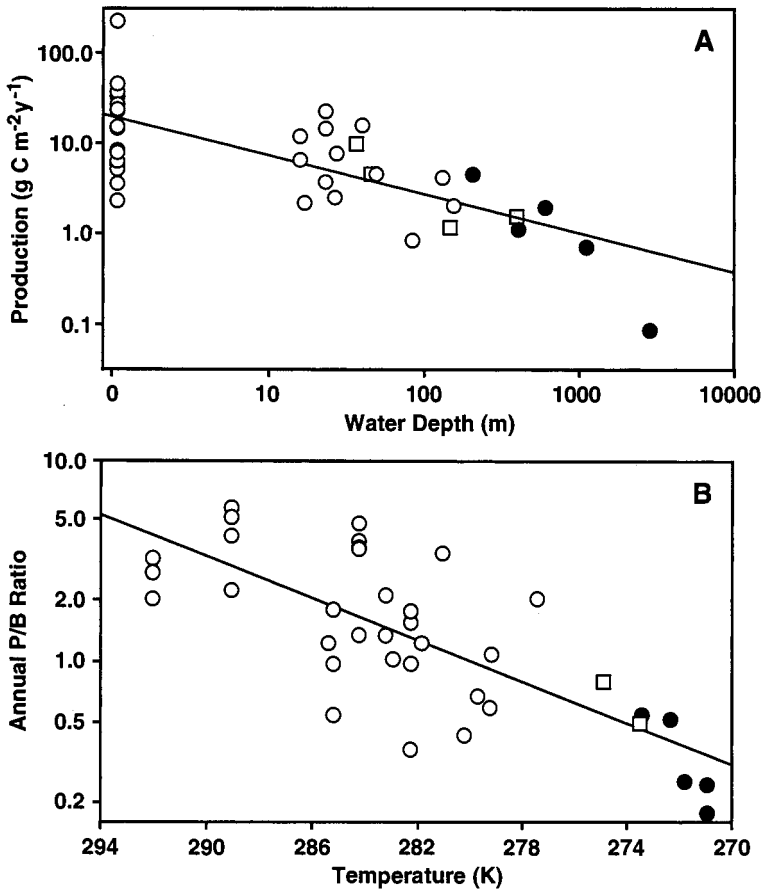 A
100.0
10.0
1.0
0.1
Production (g C m-2y-1)
0 10 100 1000 10000
Water Depth (m)
B
10.0
5.0
2.0
1.0
0.5
0.2
Annual P/B Ratio
294 290 286 282 278 274 270
Temperature (K)